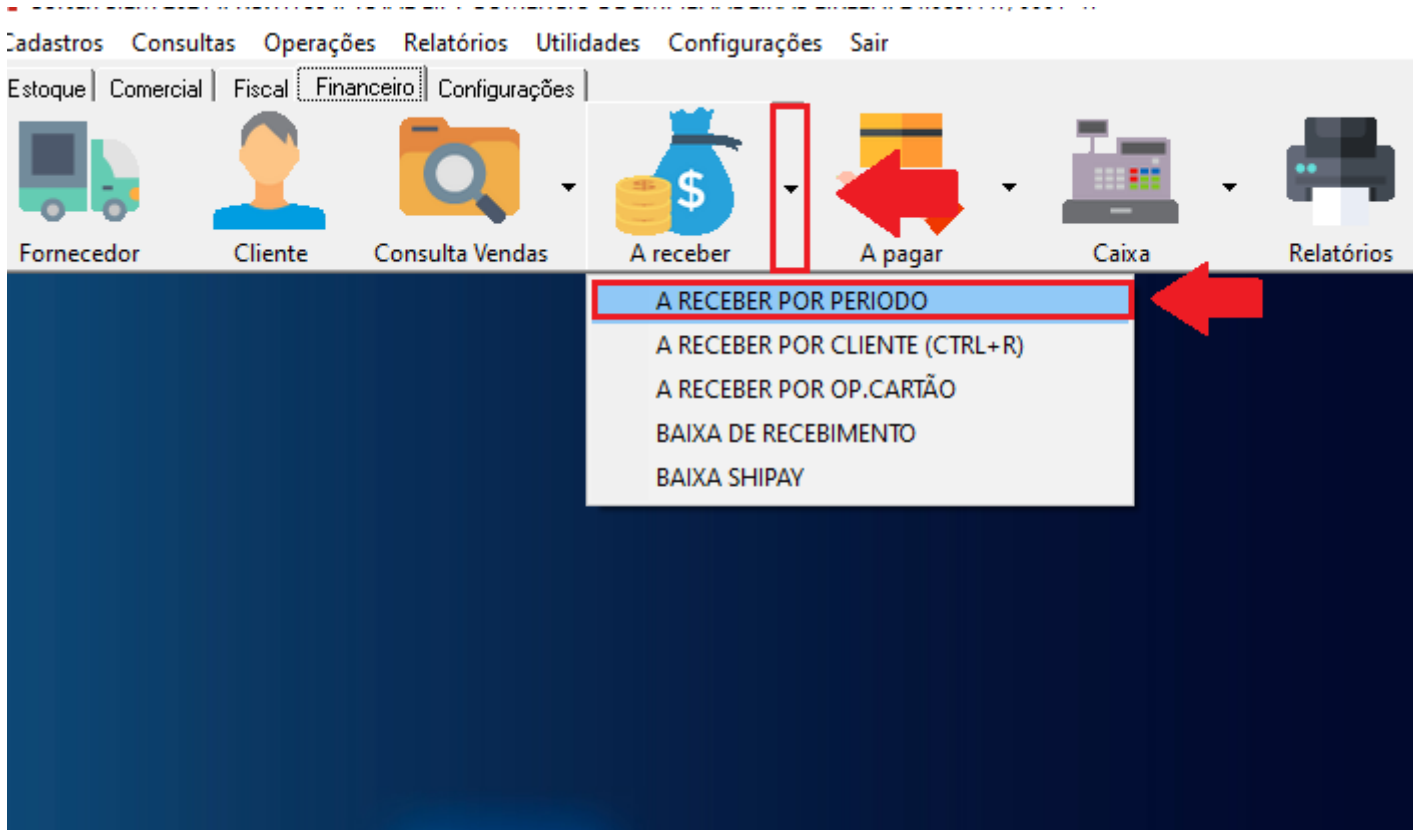 Cadastros Consultas Operações Relatórios Utilidades Configurações Sair
Estoque Comercial Fiscal Financeiro Configurações
$
Fornecedor Cliente Consulta Vendas A receber A pagar Caixa Relatórios
A RECEBER POR PERIODO
A RECEBER POR CLIENTE (CTRL+R)
A RECEBER POR OP.CARTÃO
BAIXA DE RECEBIMENTO
BAIXA SHIPAY